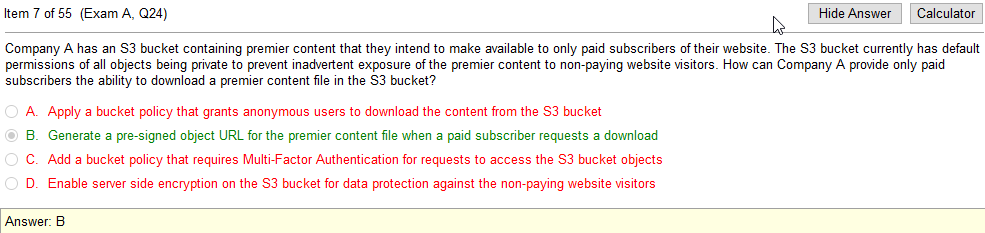 Item 7 of 55 (Exam A, Q24)
Hide Answer
Calculator
Company A has an S3 bucket containing premier content that they intend to make available to only paid subscribers of their website. The S3 bucket currently has default
permissions of all objects being private to prevent inadvertent exposure of the premier content to non-paying website visitors. How can Company A provide only paid
subscribers the ability to download a premier content file in the S3 bucket?
A. Apply a bucket policy that grants anonymous users to download the content from the S3 bucket
B. Generate a pre-signed object URL for the premier content file when a paid subscriber requests a download
C. Add a bucket policy that requires Multi-Factor Authentication for requests to access the S3 bucket objects
D. Enable server side encryption on the S3 bucket for data protection against the non-paying website visitors
Answer: B